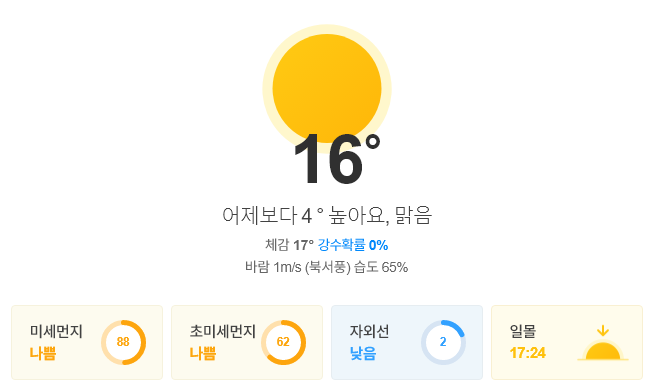 16°
어제보다 4° 높아요, 맑음
체감 17° 강수확률 0%
바람 1m/s (북서풍) 습도 65%
미세먼지
나쁨
88
초미세먼지
나쁨
62
자외선
낮음
2
일몰
17:24